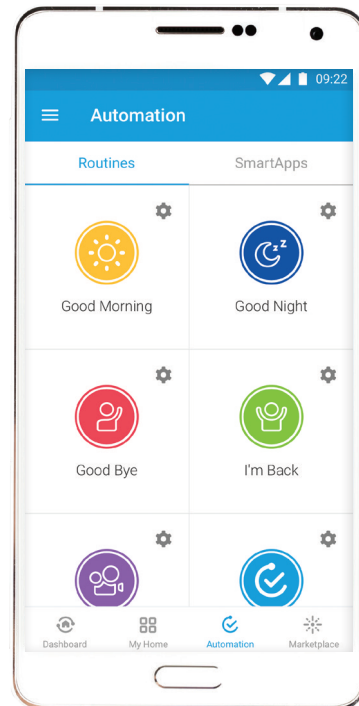 09:22
Automation
Routines SmartApps
Good Morning Good Night
z z
Good Bye I'm Back
Dashboard My Home Automation Marketplace